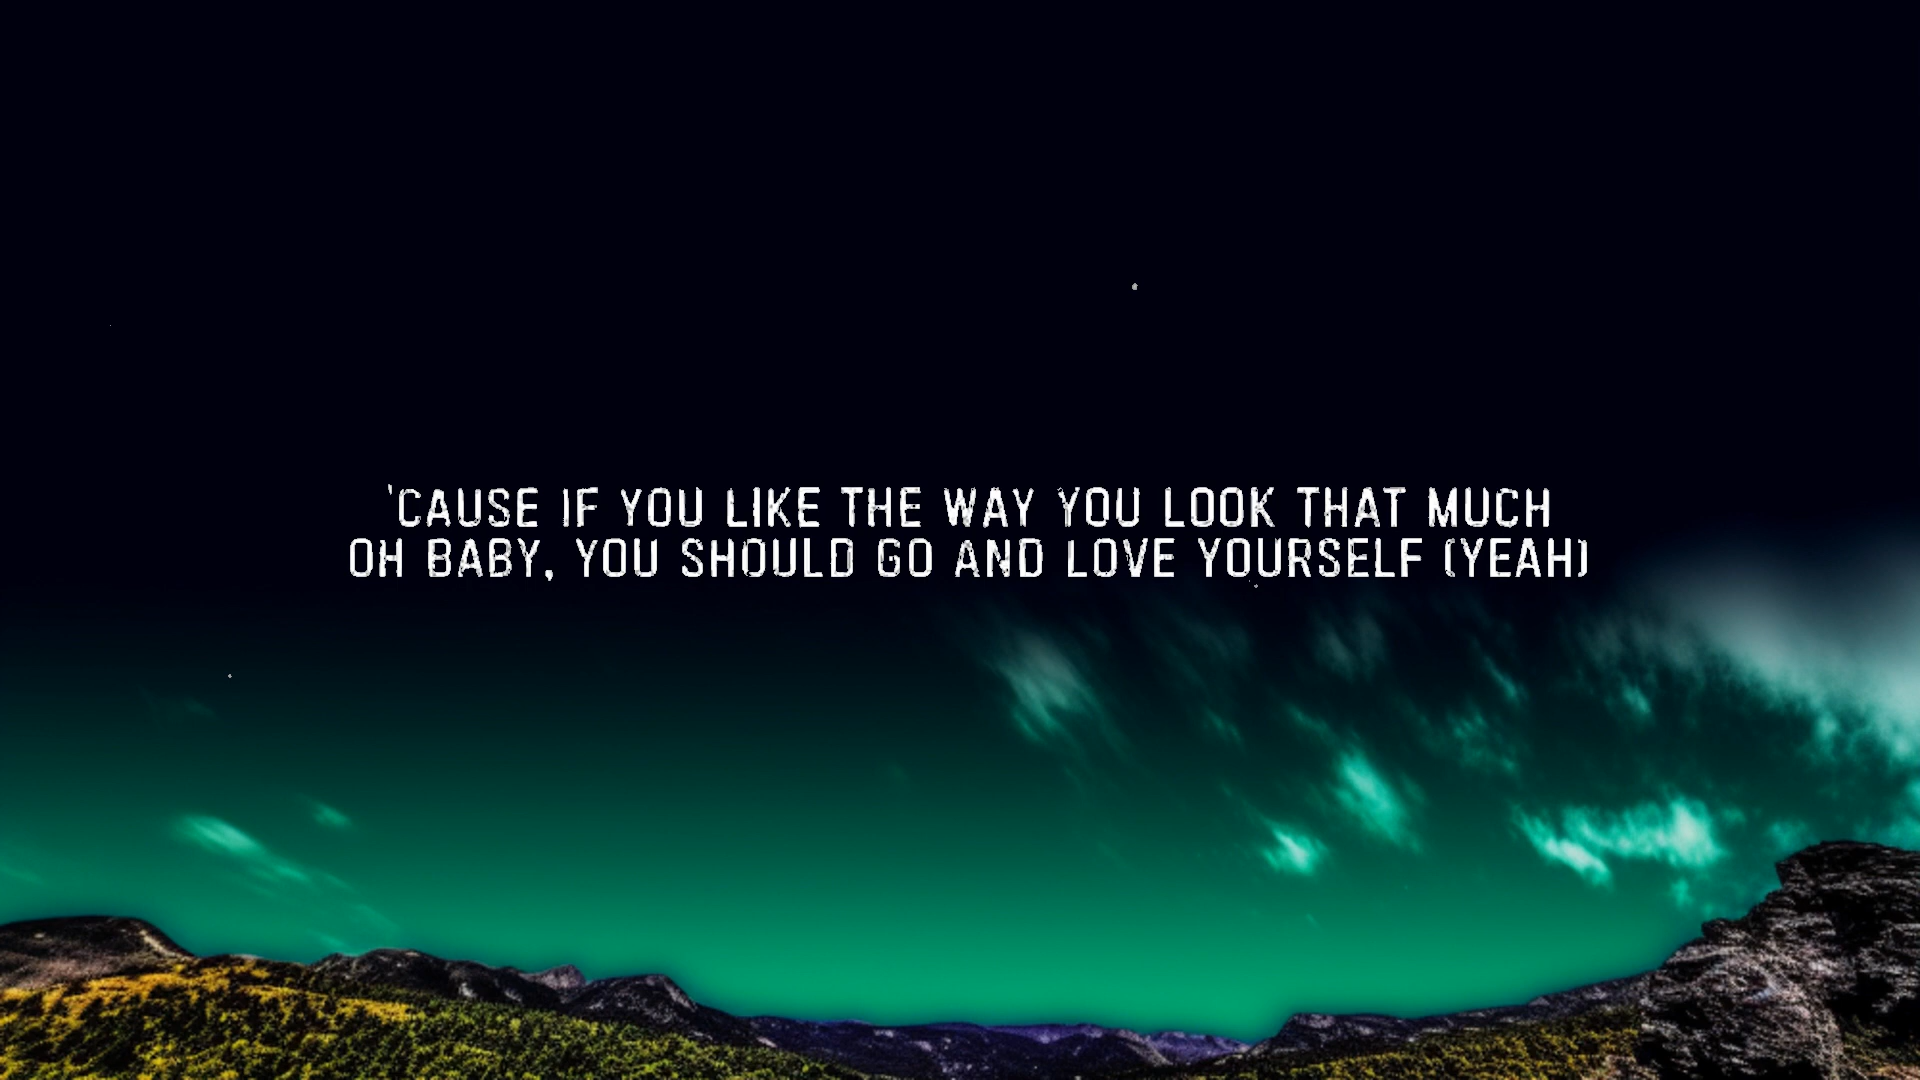 'CAUSE IF YOU LIKE THE WAY YOU LOOK THAT MUCH
OH BABY, YOU SHOULD GO AND LOVE YOURSELF (YEAH)